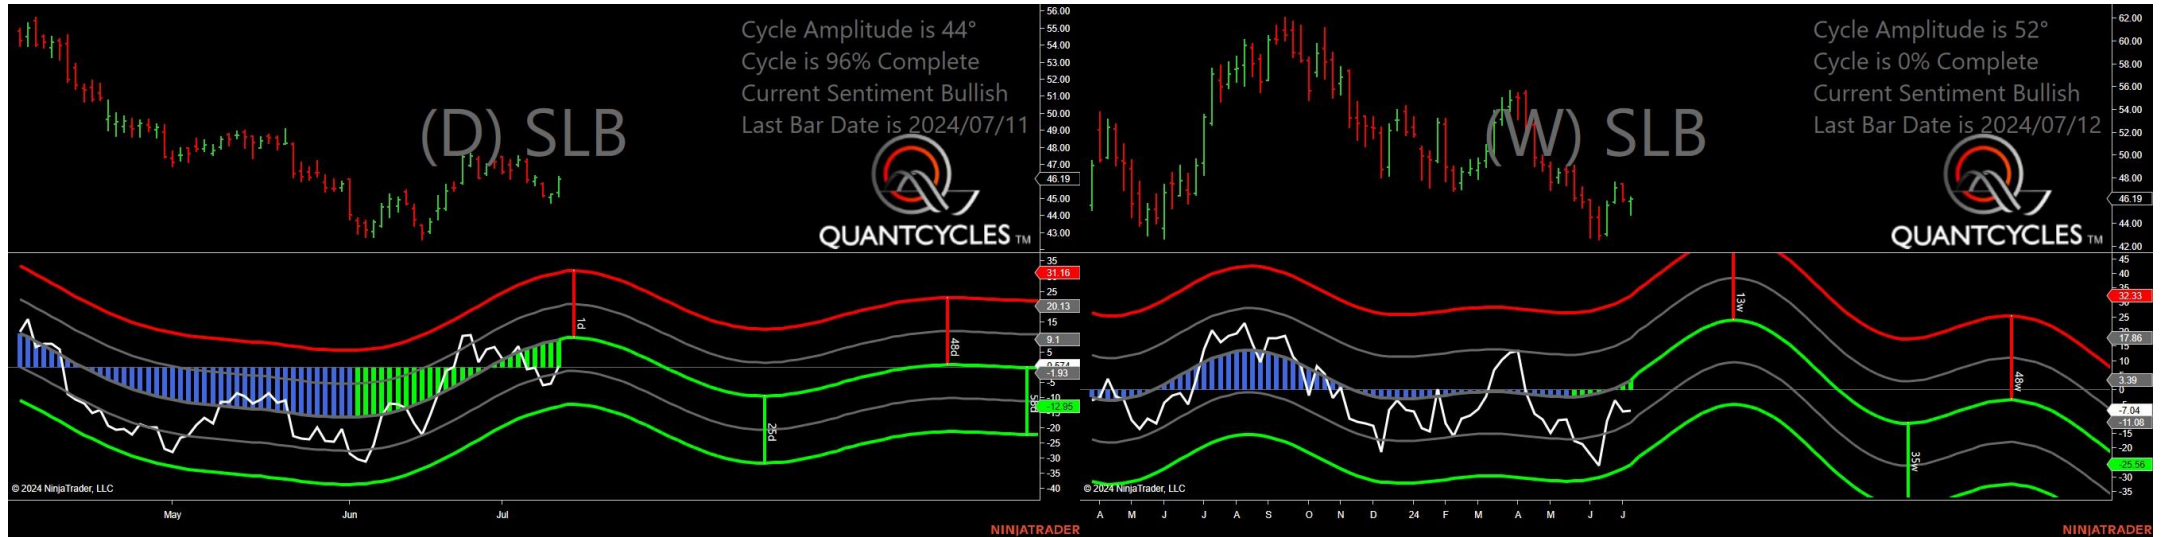 Cycle Amplitude is 44°
Cycle is 96% Complete
Current Sentiment Bullish
Last Bar Date is 2024/07/11
(D) SLB
QUANTCYCLES TM
56.00
55.00
54.00
53.00
52.00
51.00
50.00
49.00
48.00
47.00
46.19
45.00
44.00
43.00
35
31.16
25
20.13
15
9.1
5
-1.93
-5
-10
-12.95
-20
-25
-30
-35
-40
1d
25d
48d
58d
© 2024 NinjaTrader, LLC
May Jun Jul
NINJATRADER
Cycle Amplitude is 52°
Cycle is 0% Complete
Current Sentiment Bullish
Last Bar Date is 2024/07/12
(W) SLB
QUANTCYCLES TM
62.00
60.00
58.00
56.00
54.00
52.00
50.00
48.00
46.19
44.00
42.00
45
40
35
32.33
25
17.86
15
10
3.39
-7.04
-11.08
-15
-20
-25.56
-30
-35
13w
35w
48w
© 2024 NinjaTrader, LLC
A M J J A S O N D 24 F M A M J J
NINJATRADER